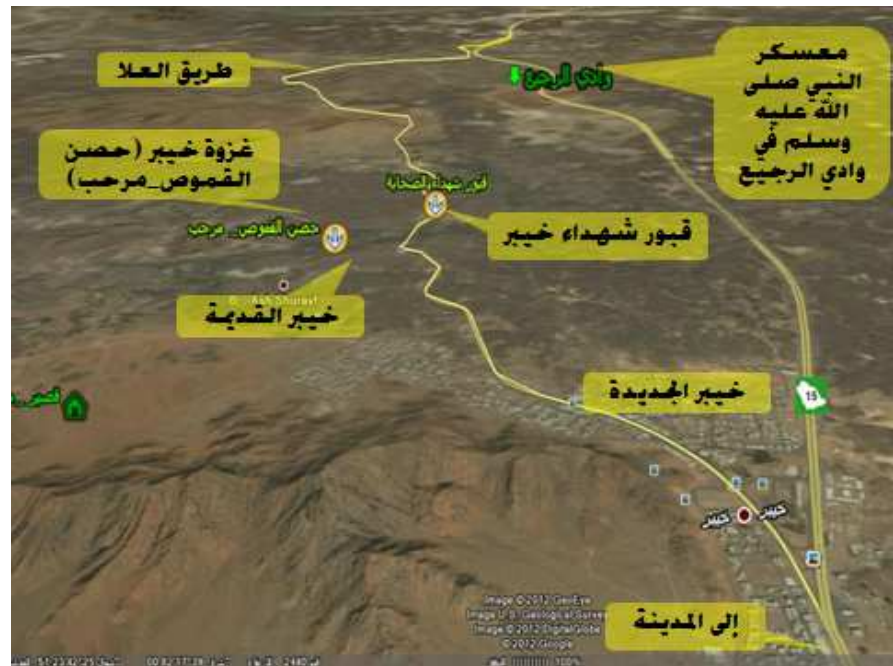 طريق العلا
وادي الرجيع
معسكر
النبي صلى
الله عليه
وسلم في
وادي الرجيع
غزوة خيبر (حصن
القموص_مرحب)
قبور شهداء الصحابة
حصن القموص_ مرحب
قبور شهداء خيبر
Ash Shurayf
خيبر القديمة
خيبر الجديدة
15
خيبر
خيبر
إلى المدينة
Image © 2012 GeoEye
Image U.S. Geological Survey
Image © 2012 DigitalGlobe
© 2012 Google
100%